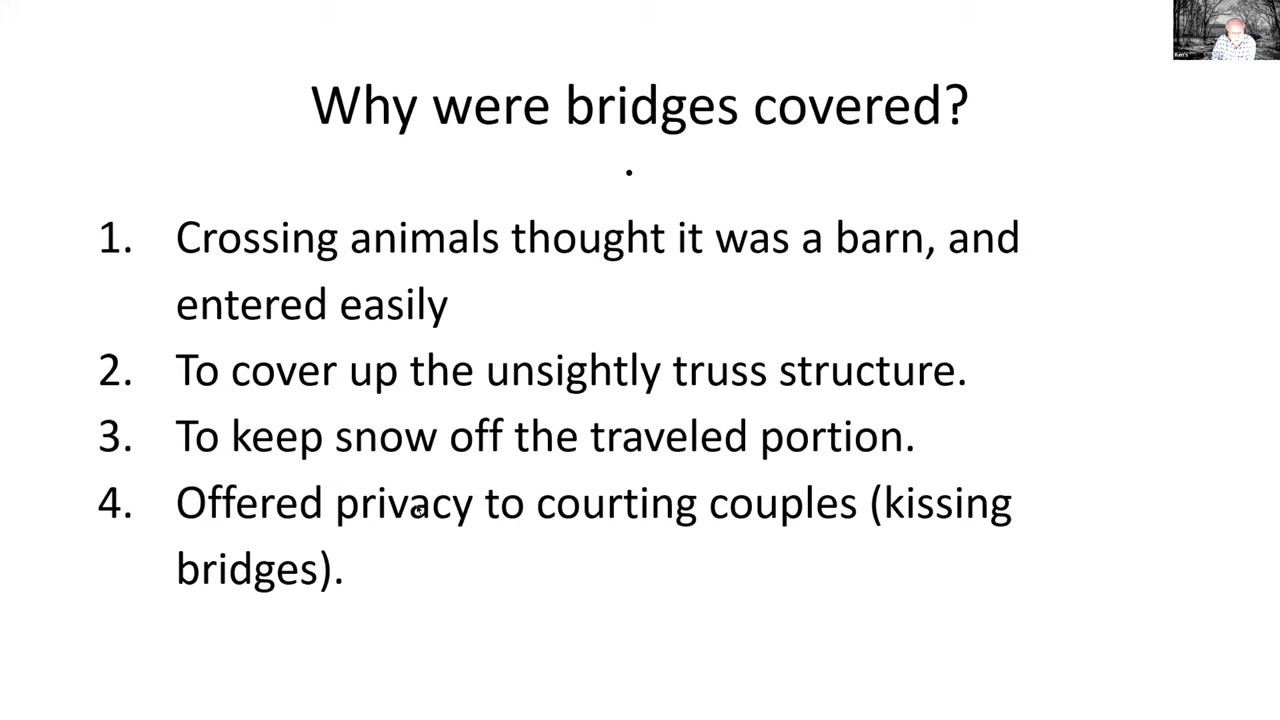 Ken's
Why were bridges covered?
.
1. Crossing animals thought it was a barn, and
entered easily
2. To cover up the unsightly truss structure.
3. To keep snow off the traveled portion.
4. Offered privacy to courting couples (kissing
bridges).